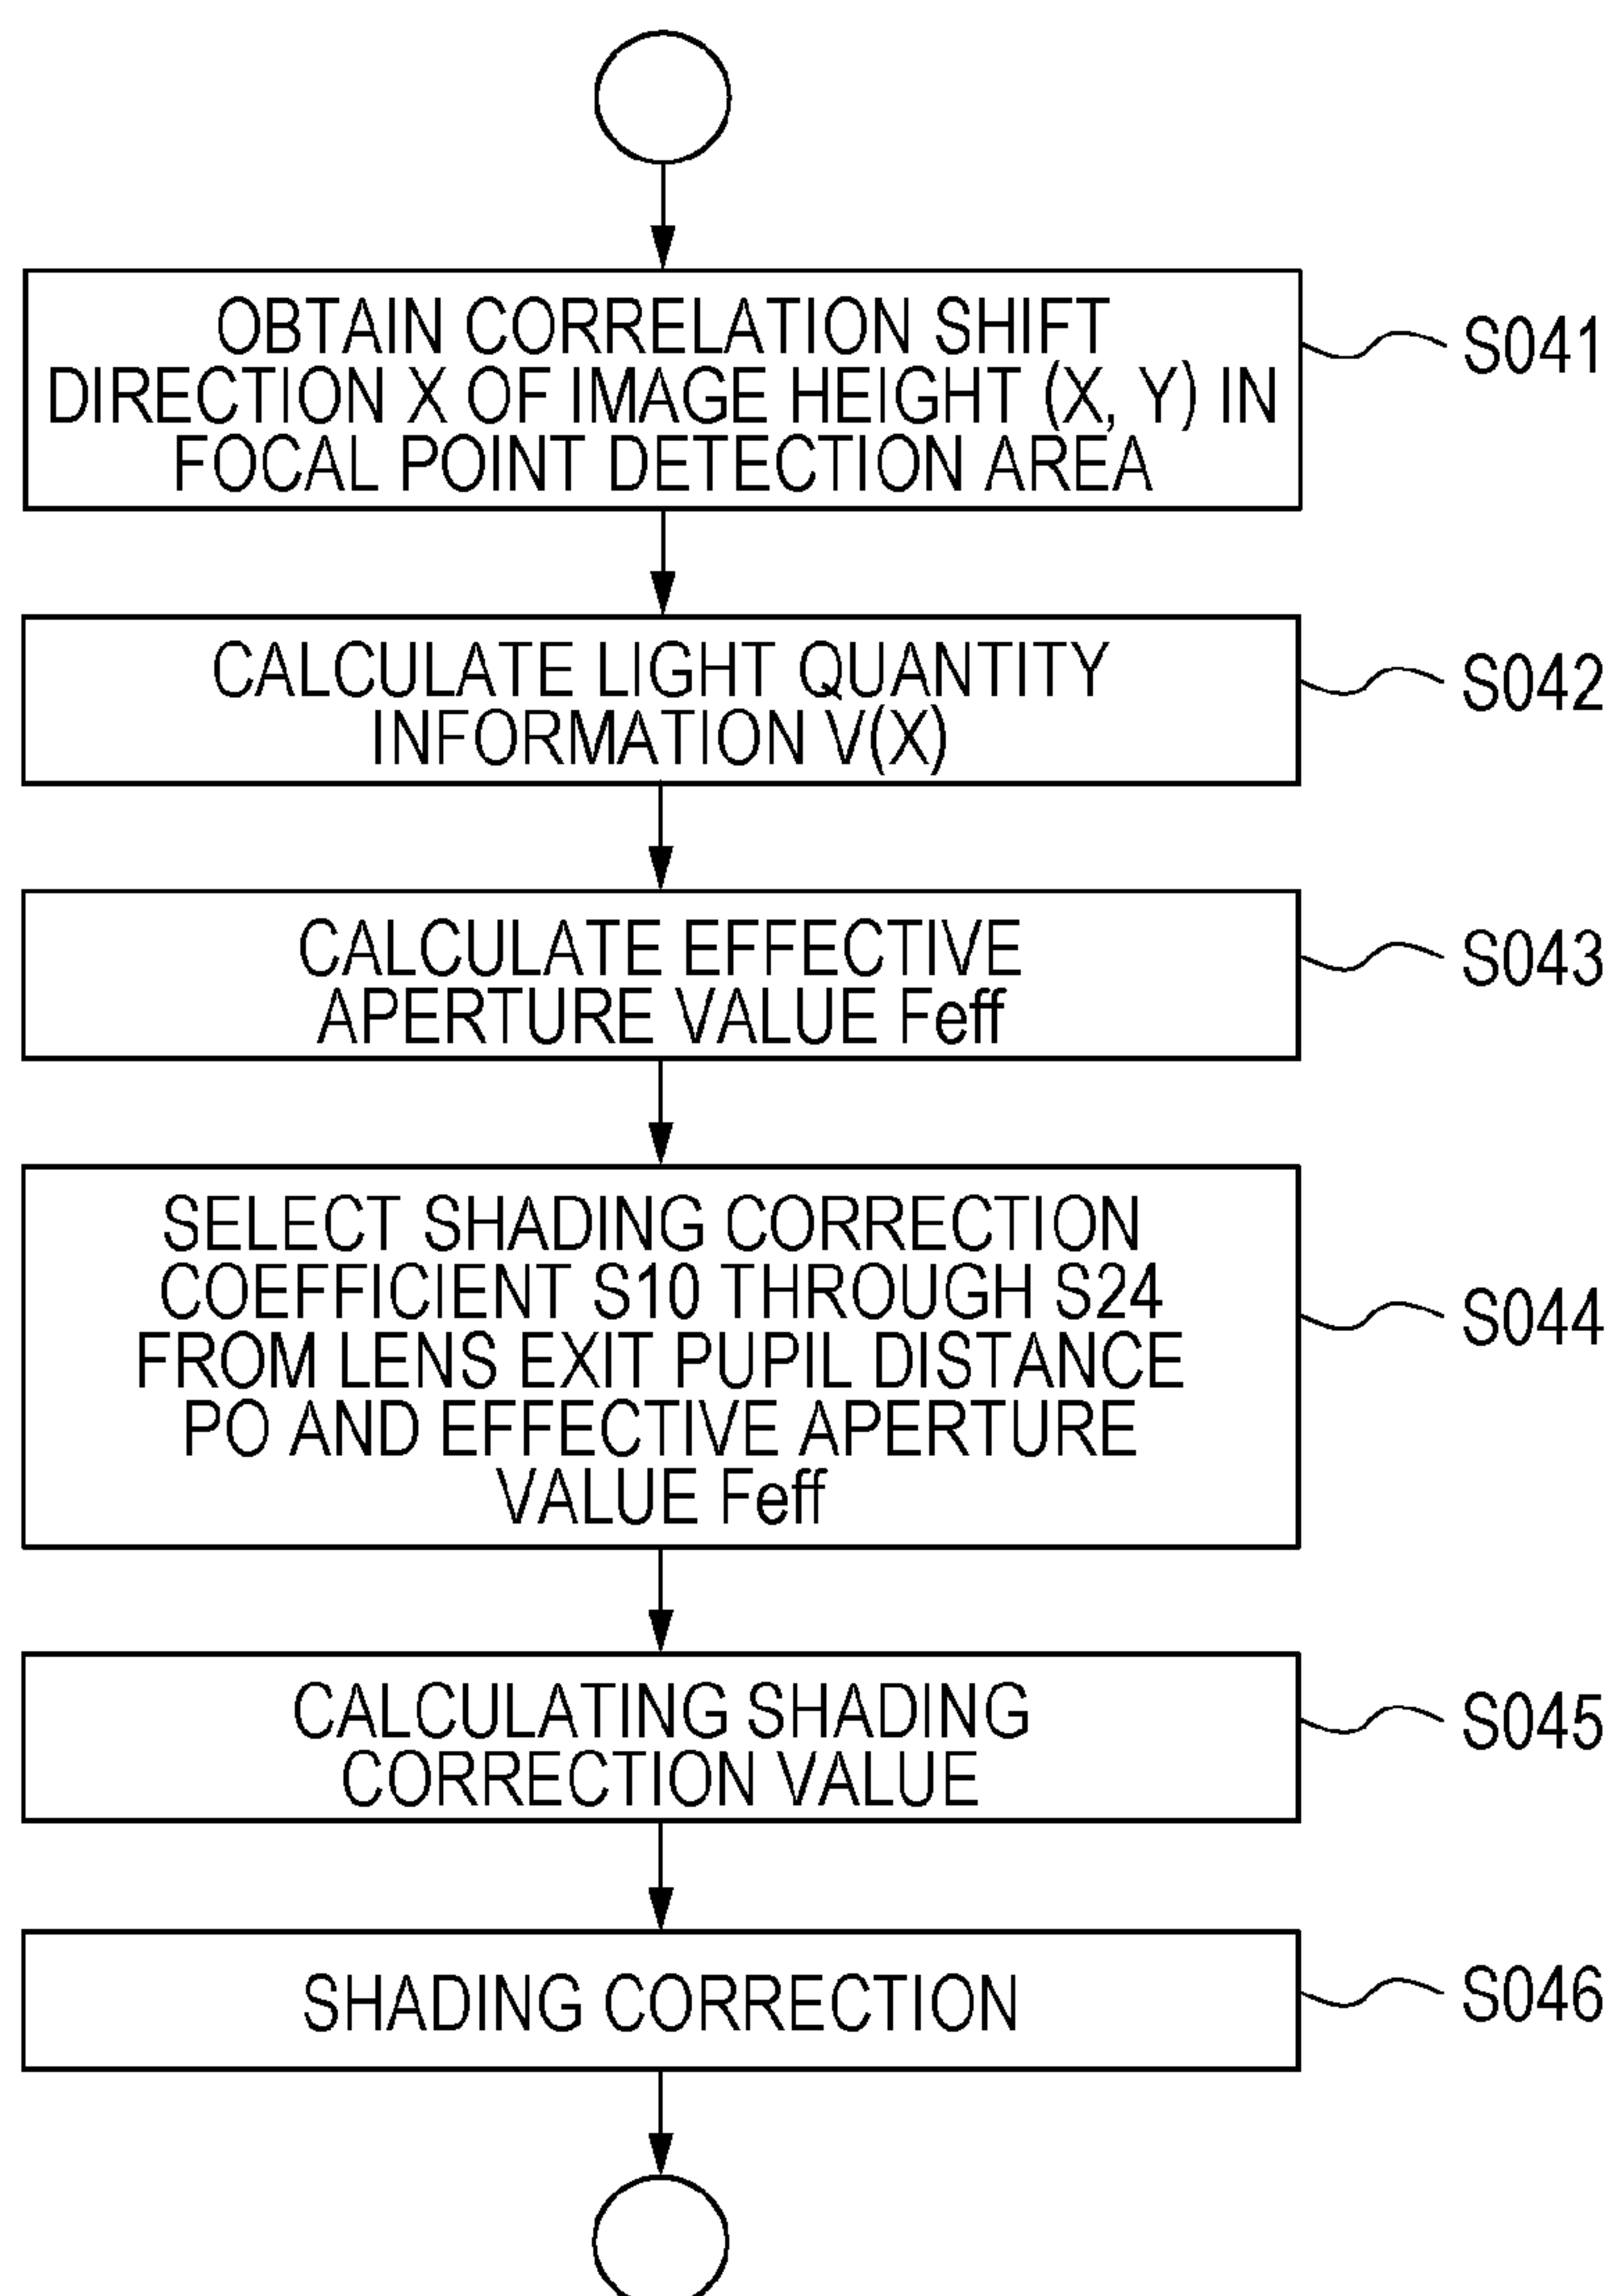 OBTAIN CORRELATION SHIFT
DIRECTION X OF IMAGE HEIGHT (X, Y) IN
FOCAL POINT DETECTION AREA
S041
CALCULATE LIGHT QUANTITY
INFORMATION V(X)
S042
CALCULATE EFFECTIVE
APERTURE VALUE Feff
S043
SELECT SHADING CORRECTION
COEFFICIENT S10 THROUGH S24
FROM LENS EXIT PUPIL DISTANCE
PO AND EFFECTIVE APERTURE
VALUE Feff
S044
CALCULATING SHADING
CORRECTION VALUE
S045
SHADING CORRECTION
S046